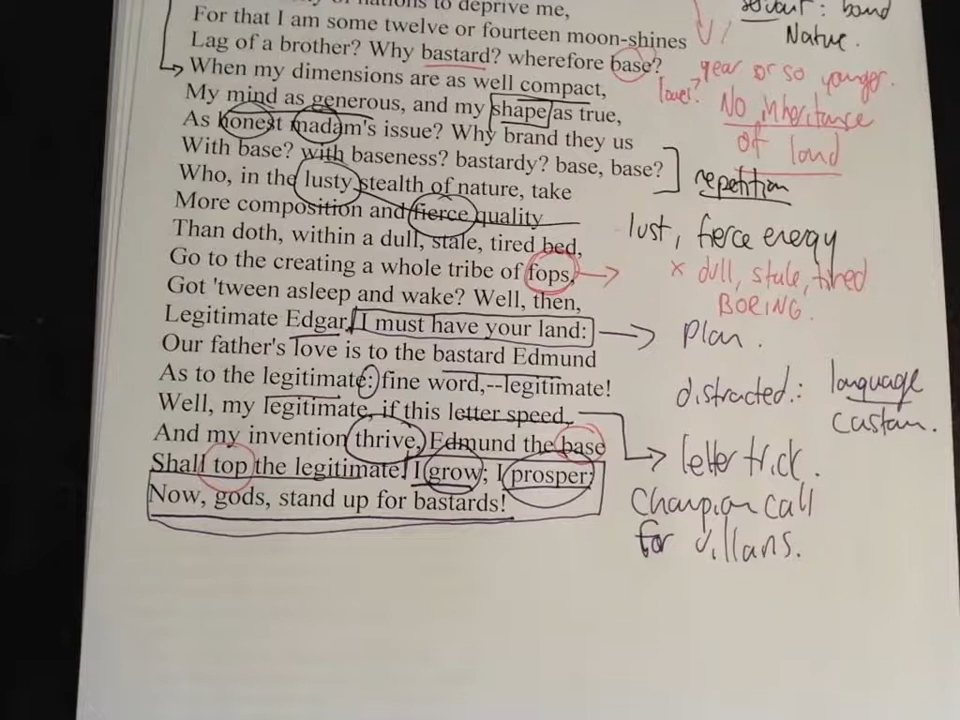 of nations to deprive me,
For that I am some twelve or fourteen moon-shines
Lag of a brother? Why bastard? wherefore base?
When my dimensions are as well compact,
My mind as generous, and my shape as true,
As honest madam's issue? Why brand they us
With base? with baseness? bastardy? base, base?
Who, in the lusty stealth of nature, take
More composition and fierce quality
Than doth, within a dull, stale, tired bed,
Go to the creating a whole tribe of fops,
Got 'tween asleep and wake? Well, then,
Legitimate Edgar, I must have your land:
Our father's love is to the bastard Edmund
As to the legitimate: fine word,--legitimate!
Well, my legitimate, if this letter speed,
And my invention thrive, Edmund the base
Shall top the legitimate. I grow; I prosper:
Now, gods, stand up for bastards!
bond
Nature.
year or so younger.
lower?
No inheritance
of land
repetition
lust, fierce energy
x dull, stale, tired
BORING.
plan.
distracted: language
custom.
letter trick.
Champion call
for villans.